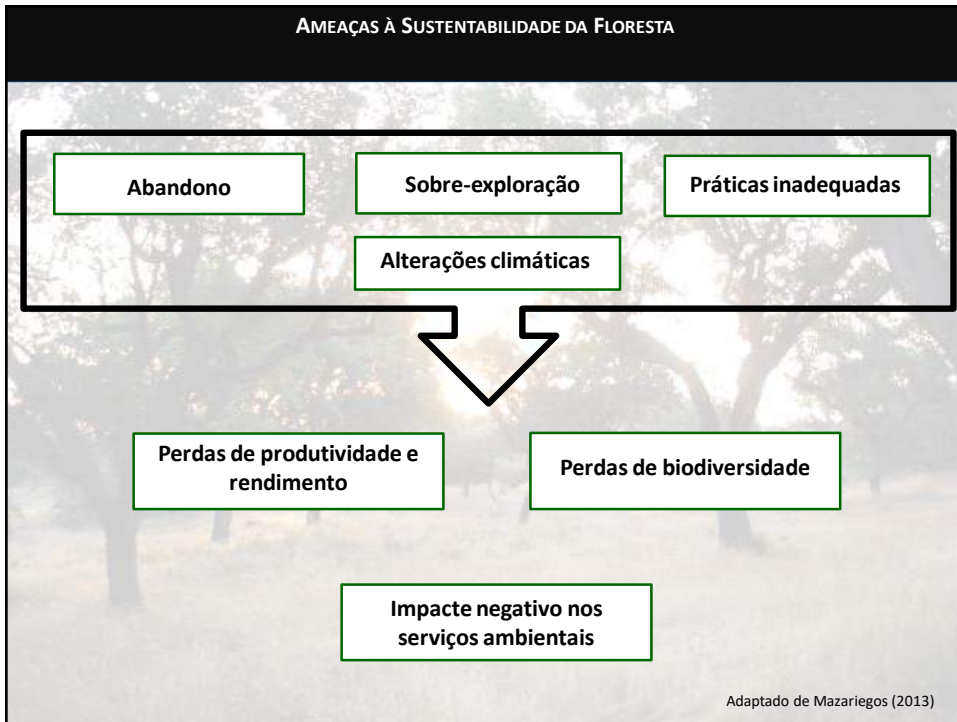 AMEAÇAS À SUSTENTABILIDADE DA FLORESTA
Abandono
Sobre-exploração
Práticas inadequadas
Alterações climáticas
Perdas de produtividade e
rendimento
Perdas de biodiversidade
Impacte negativo nos
serviços ambientais
Adaptado de Mazariegos (2013)